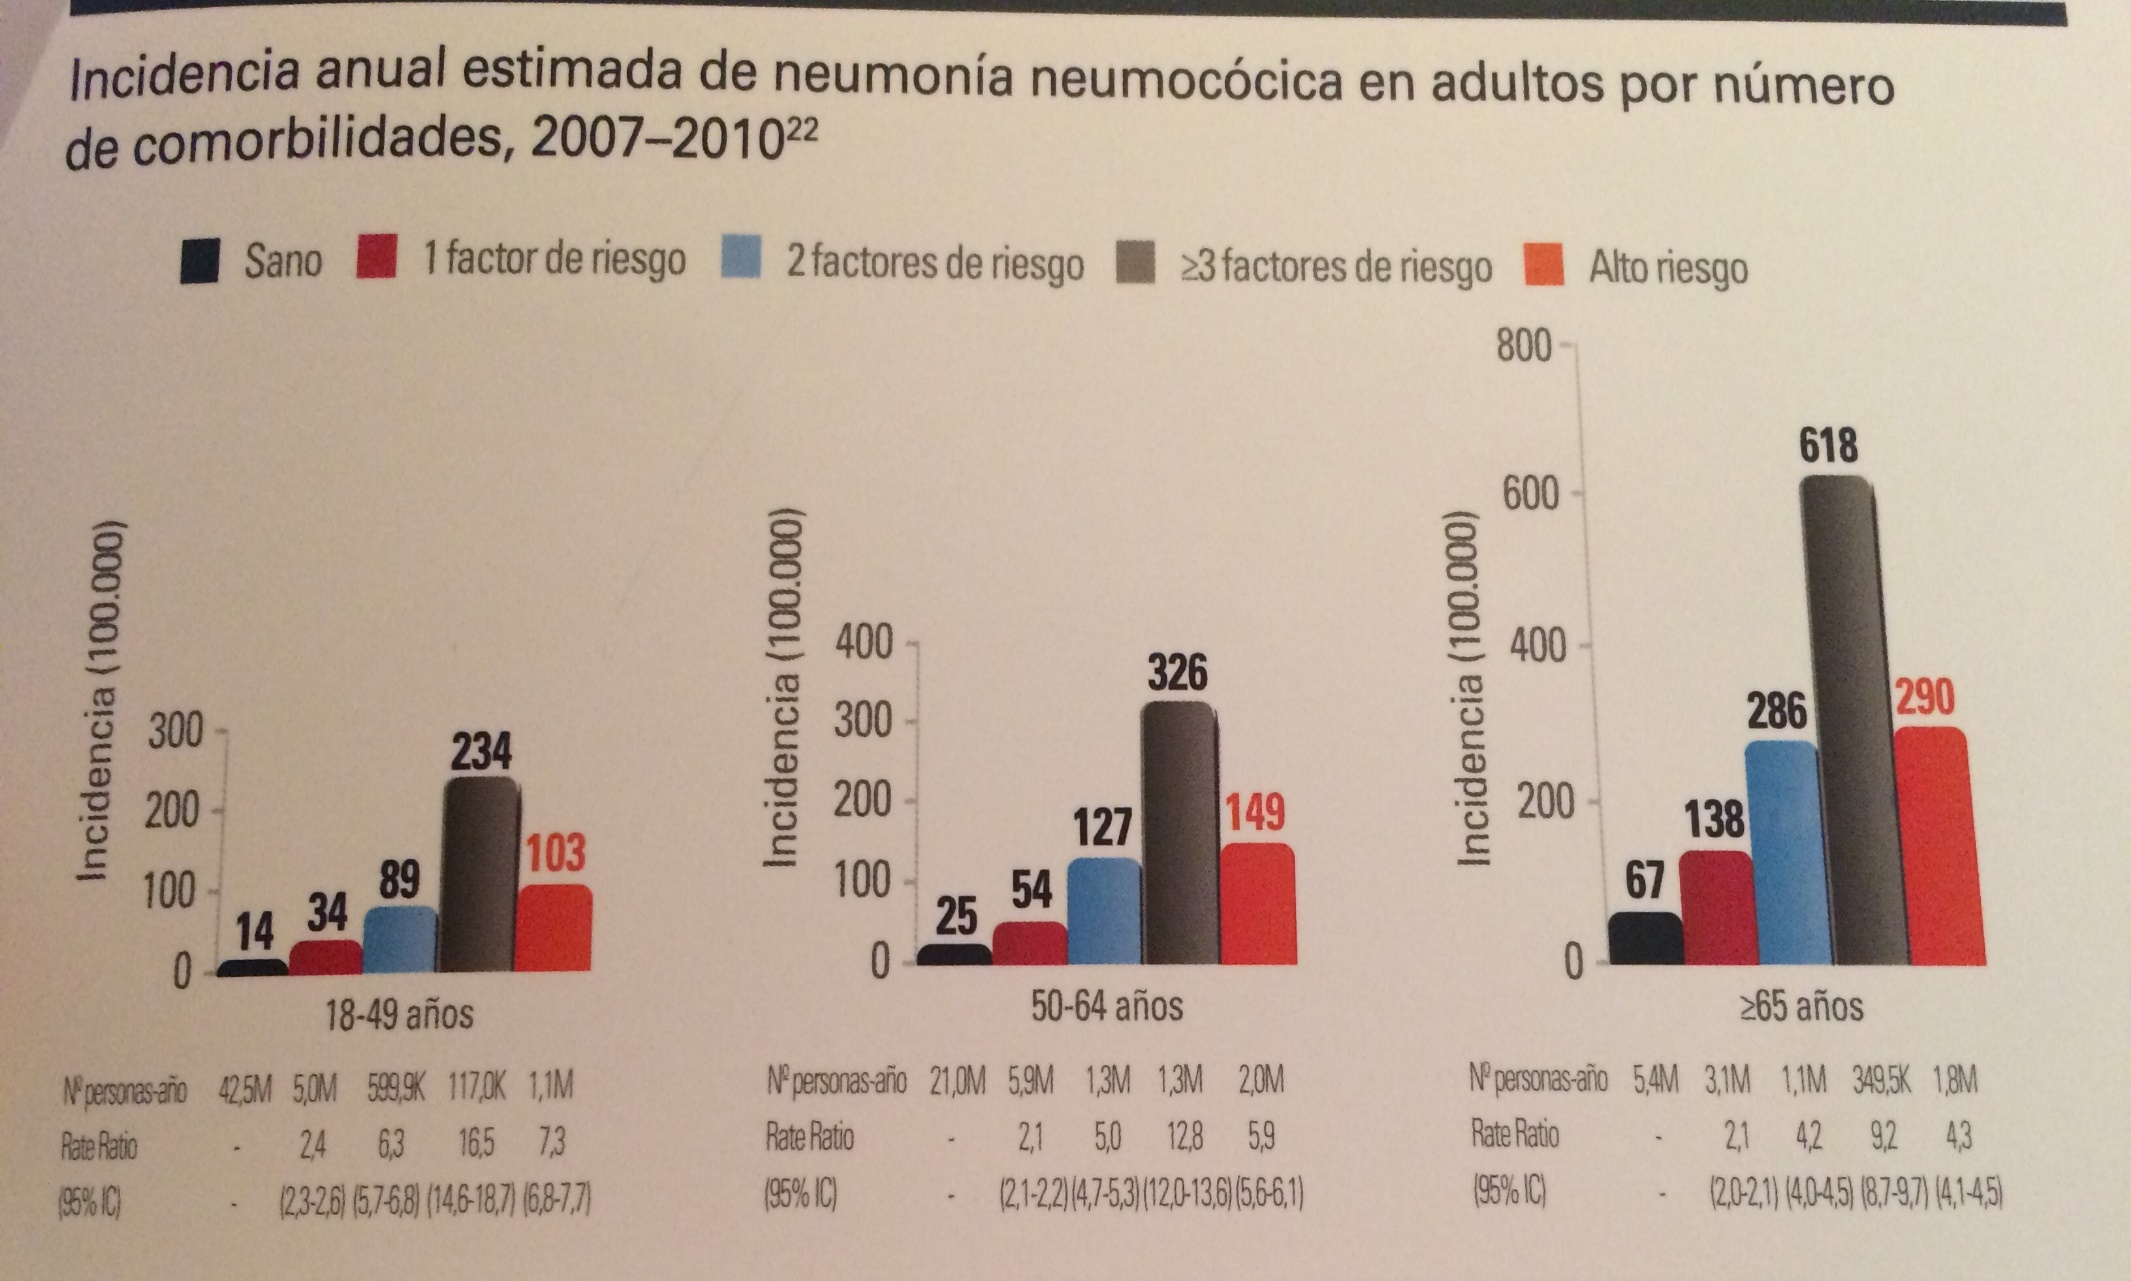 Incidencia anual estimada de neumonía neumocócica en adultos por número
de comorbilidades, 2007–2010²²
Sano 1 factor de riesgo 2 factores de riesgo ≥3 factores de riesgo Alto riesgo
Incidencia (100.000)
300
200
100
0
14 34 89 234 103
18-49 años
Nº personas-año 42,5M 5,0M 599,9K 117,0K 1,1M
Rate Ratio - 2,4 6,3 16,5 7,3
(95% IC) - (2,3-2,6) (5,7-6,8) (14,6-18,7) (6,8-7,7)
Incidencia (100.000)
400
300
200
100
0
25 54 127 326 149
50-64 años
Nº personas-año 21,0M 5,9M 1,3M 1,3M 2,0M
Rate Ratio - 2,1 5,0 12,8 5,9
(95% IC) - (2,1-2,2) (4,7-5,3) (12,0-13,6) (5,6-6,1)
Incidencia (100.000)
800
600
400
200
0
67 138 286 618 290
≥65 años
Nº personas-año 5,4M 3,1M 1,1M 349,5K 1,8M
Rate Ratio - 2,1 4,2 9,2 4,3
(95% IC) - (2,0-2,1) (4,0-4,5) (8,7-9,7) (4,1-4,5)